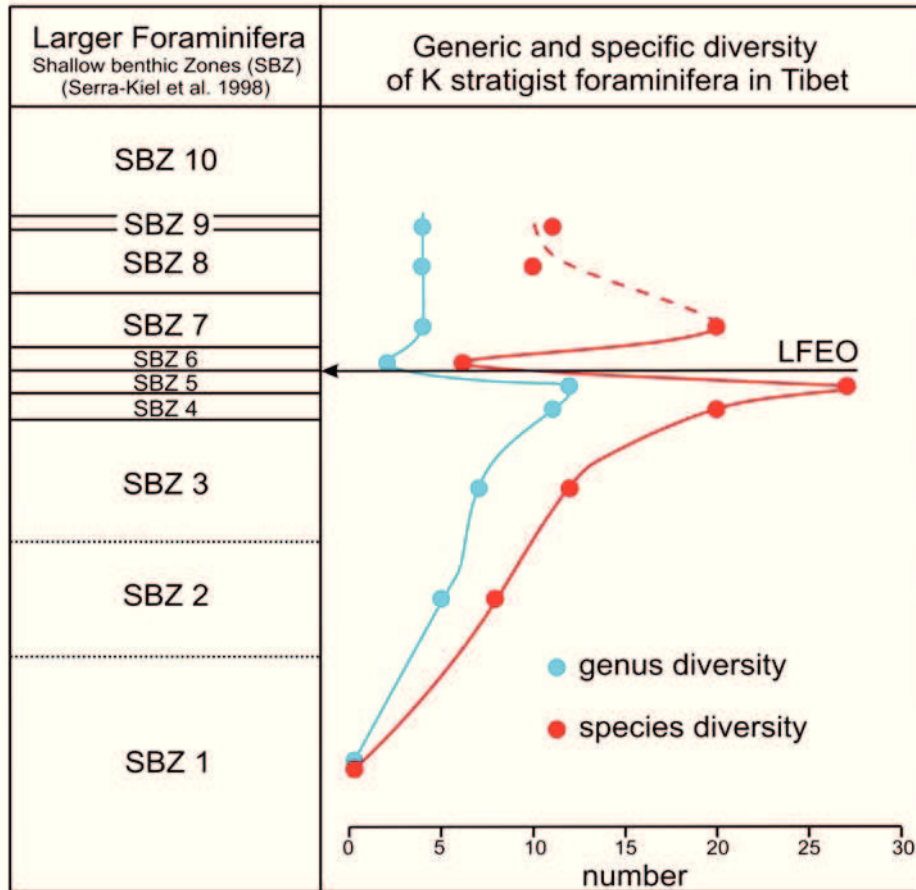 Larger Foraminifera
Shallow benthic Zones (SBZ)
(Serra-Kiel et al. 1998)
Generic and specific diversity
of K stratigist foraminifera in Tibet
SBZ 10
SBZ 9
SBZ 8
SBZ 7
SBZ 6
LFEO
SBZ 5
SBZ 4
SBZ 3
SBZ 2
SBZ 1
genus diversity
species diversity
0 5 10 15 20 25 30
number